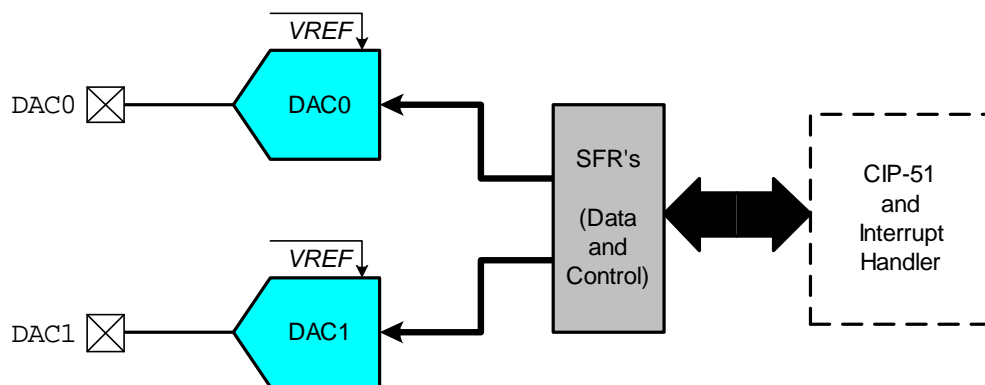 VREF
DAC0
DAC0
SFR's
(Data
and
Control)
CIP-51
and
Interrupt
Handler
VREF
DAC1
DAC1